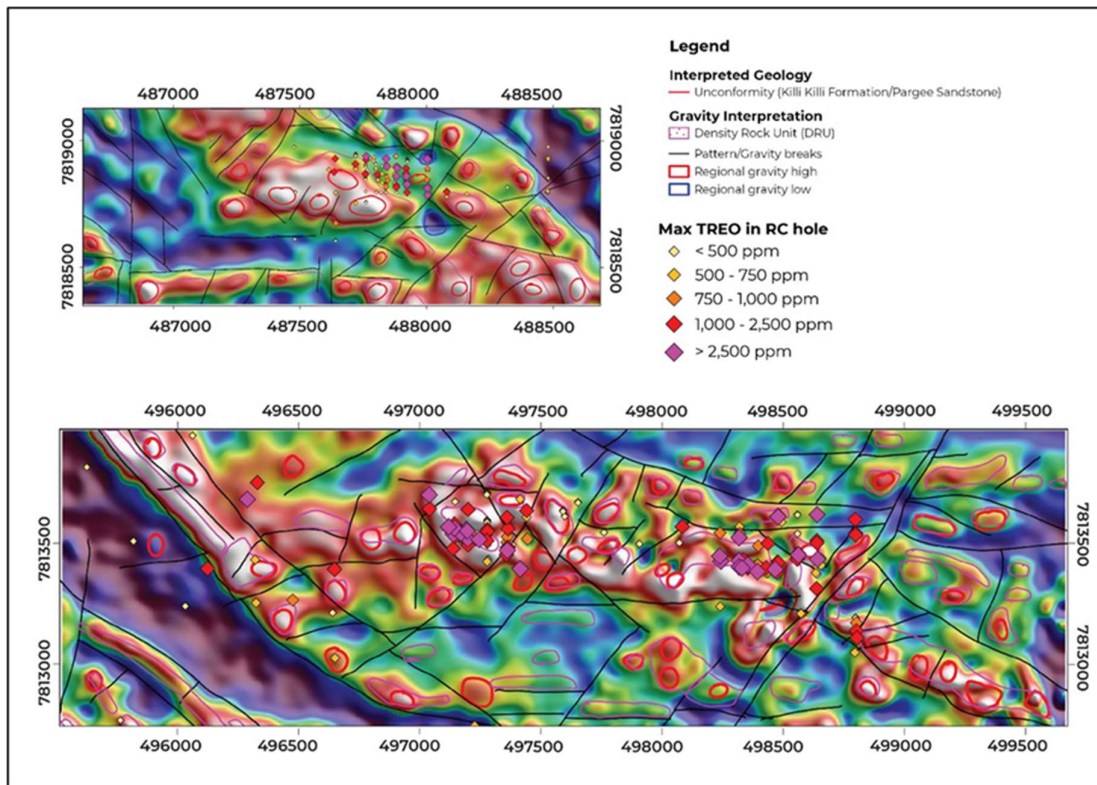 Legend
Interpreted Geology
Unconformity (Killi Killi Formation/Pargee Sandstone)
Gravity Interpretation
Density Rock Unit (DRU)
Pattern/Gravity breaks
Regional gravity high
Regional gravity low
Max TREO in RC hole
< 500 ppm
500 - 750 ppm
750 - 1,000 ppm
1,000 - 2,500 ppm
> 2,500 ppm
487000 487500 488000 488500
7819000 7819000
7818500 7818500
487000 487500 488000 488500
496000 496500 497000 497500 498000 498500 499000 499500
7813500 7813500
7813000 7813000
496000 496500 497000 497500 498000 498500 499000 499500